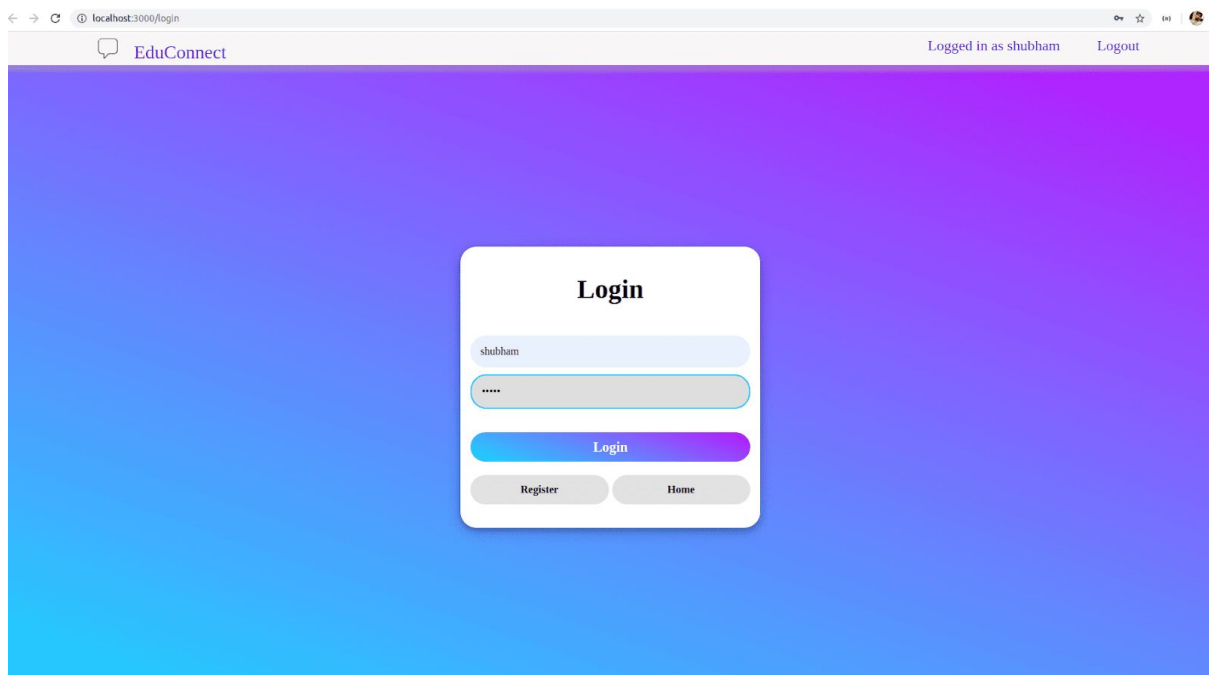 localhost:3000/login
EduConnect Logged in as shubham Logout
Login
shubham
•••••
Login
Register Home